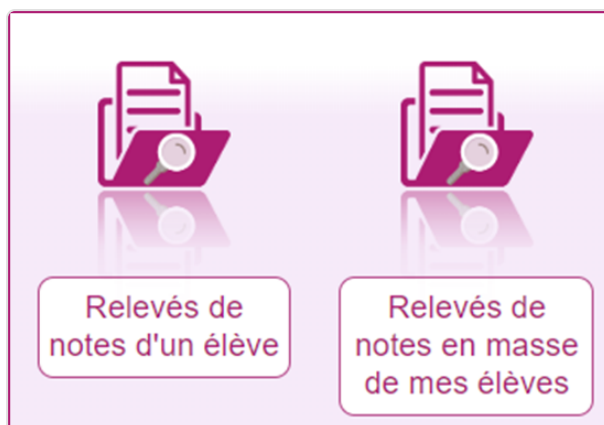 Relevés de
notes d'un élève
Relevés de
notes en masse
de mes élèves